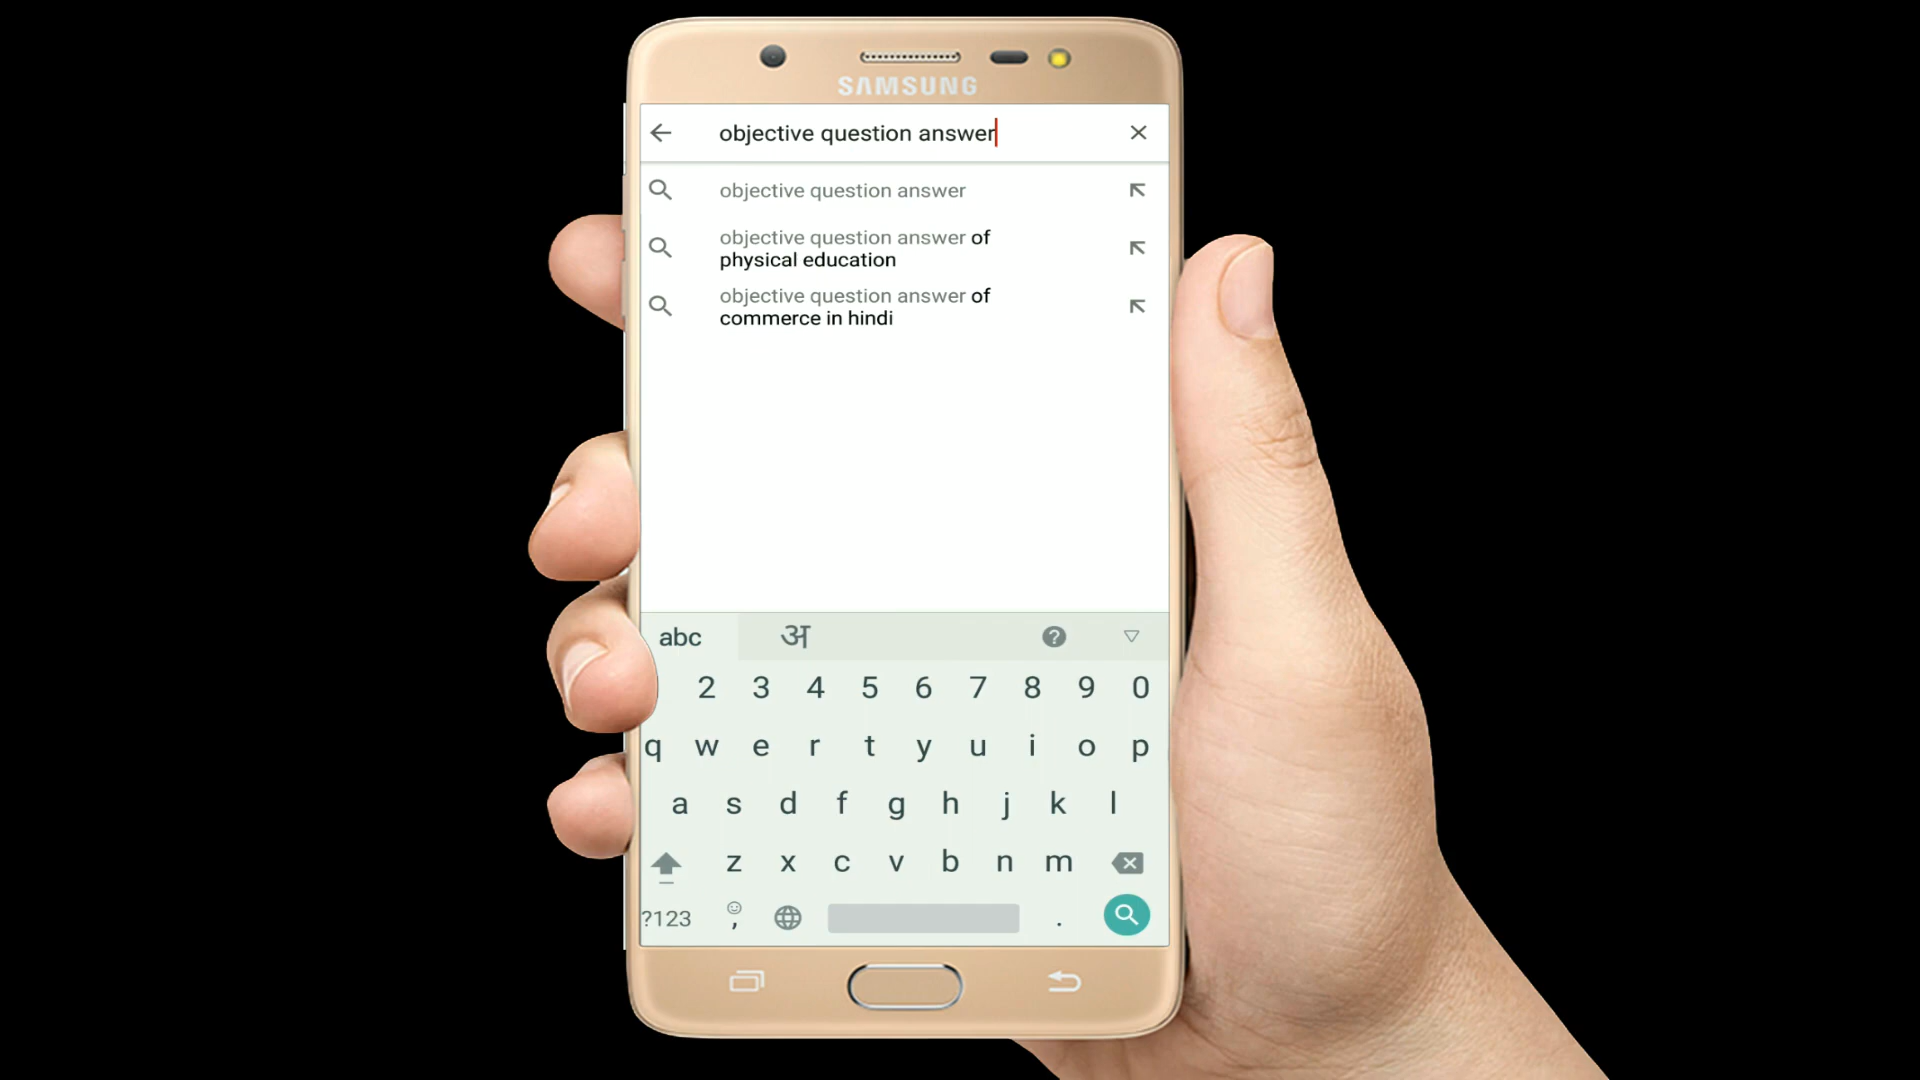 SAMSUNG
objective question answer
objective question answer
objective question answer of
physical education
objective question answer of
commerce in hindi
abc अ ?
2 3 4 5 6 7 8 9 0
q w e r t y u i o p
a s d f g h j k l
z x c v b n m
?123 , .